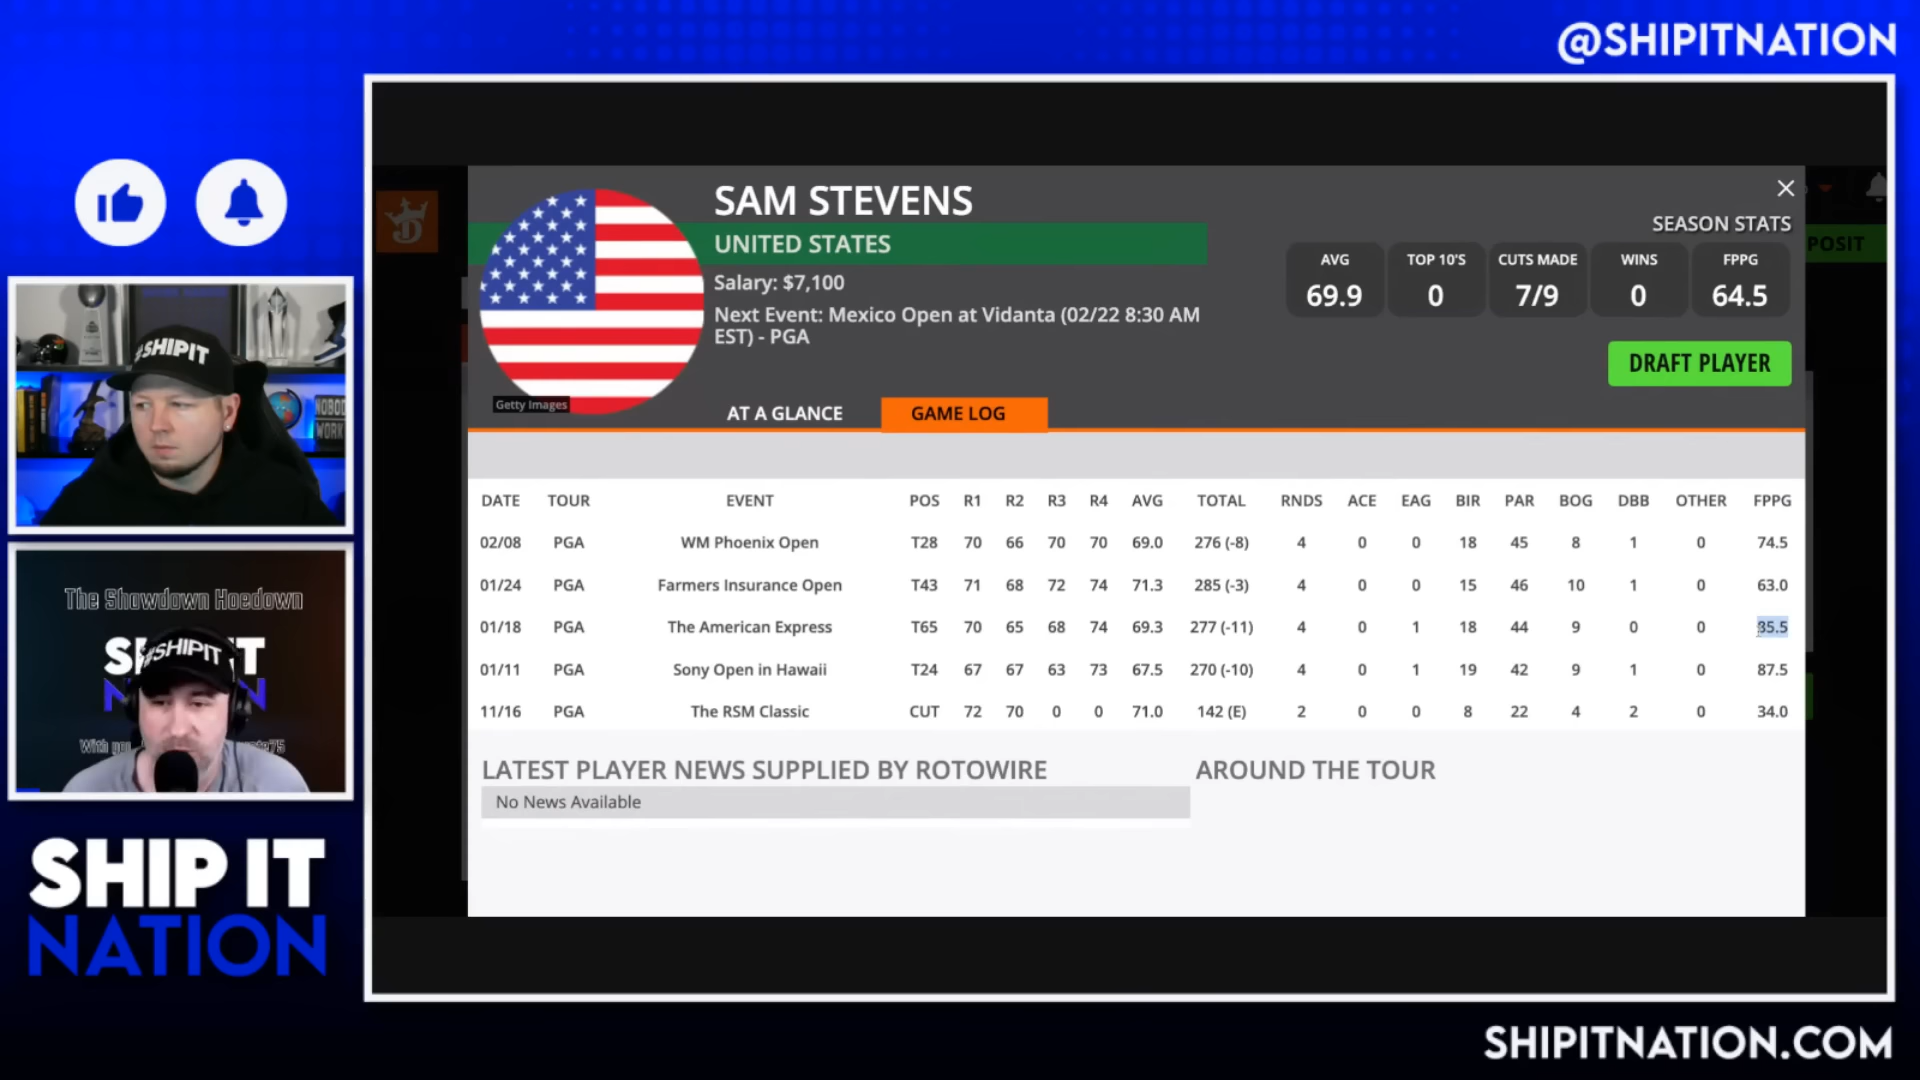 @SHIPITNATION
SAM STEVENS
UNITED STATES
Salary: $7,100
Next Event: Mexico Open at Vidanta (02/22 8:30 AM
EST) - PGA
Getty Images
SEASON STATS
AVG TOP 10'S CUTS MADE WINS FPPG
69.9 0 7/9 0 64.5
POSIT
DRAFT PLAYER
AT A GLANCE GAME LOG
DATE TOUR EVENT POS R1 R2 R3 R4 AVG TOTAL RNDS ACE EAG BIR PAR BOG DBB OTHER FPPG
02/08 PGA WM Phoenix Open T28 70 66 70 70 69.0 276 (-8) 4 0 0 18 45 8 1 0 74.5
01/24 PGA Farmers Insurance Open T43 71 68 72 74 71.3 285 (-3) 4 0 0 15 46 10 1 0 63.0
01/18 PGA The American Express T65 70 65 68 74 69.3 277 (-11) 4 0 1 18 44 9 0 0 85.5
01/11 PGA Sony Open in Hawaii T24 67 67 63 73 67.5 270 (-10) 4 0 1 19 42 9 1 0 87.5
11/16 PGA The RSM Classic CUT 72 70 0 0 71.0 142 (E) 2 0 0 8 22 4 2 0 34.0
LATEST PLAYER NEWS SUPPLIED BY ROTOWIRE
No News Available
AROUND THE TOUR
#SHIPIT
NOBODY
WORK
The Showdown Hoedown
SHIP IT
#SHIPIT
With you
SHIP IT
NATION
SHIPITNATION.COM